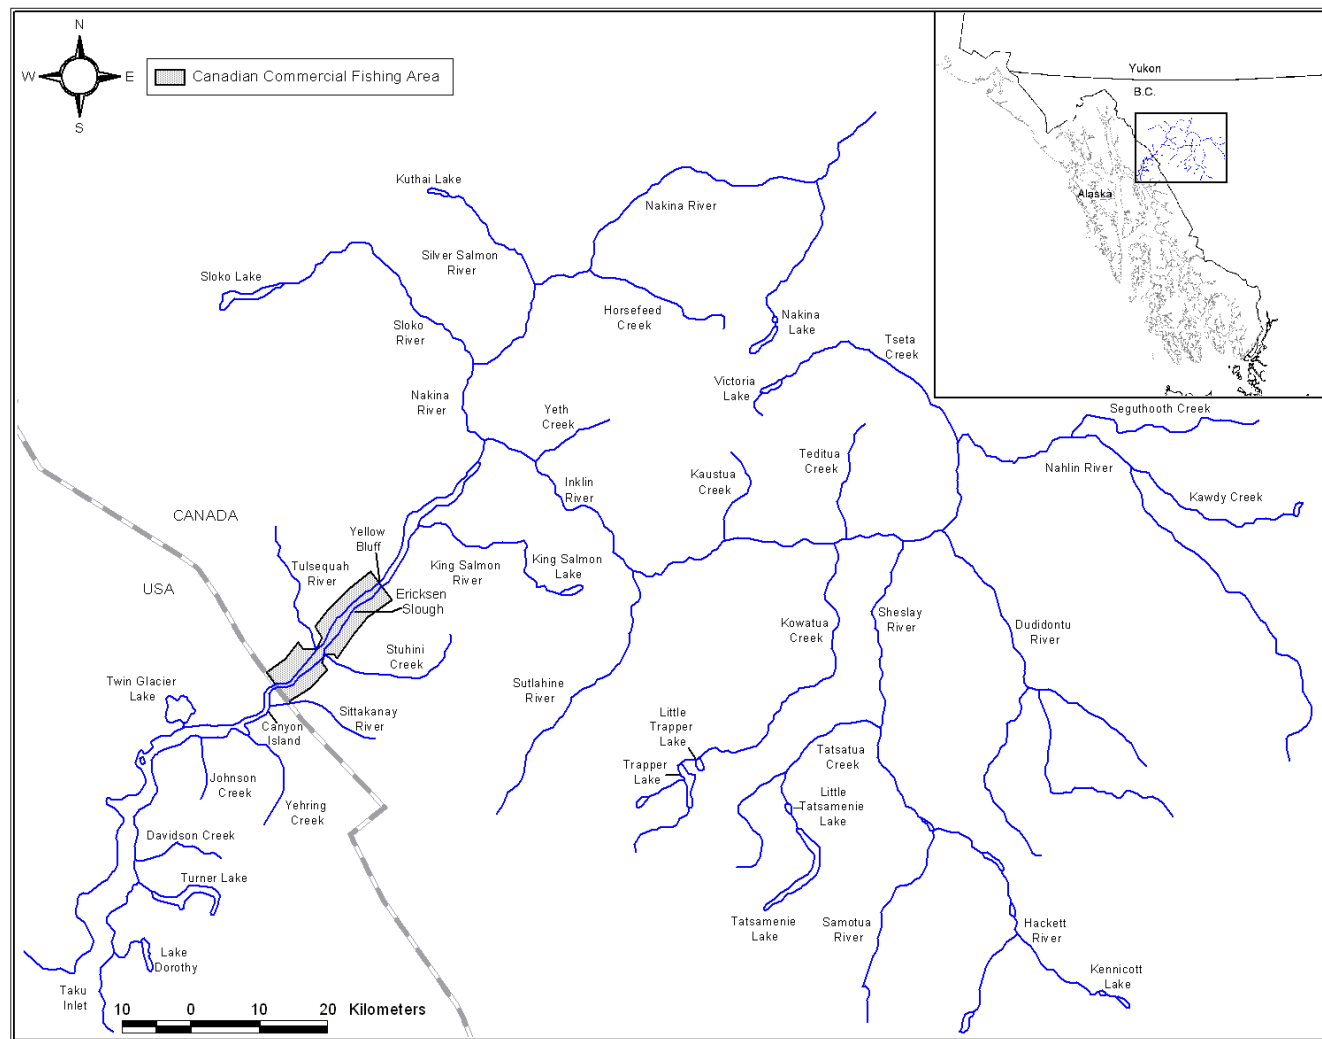 N
W E
S
Canadian Commercial Fishing Area
Yukon
B.C.
Alaska
Kuthai Lake
Nakina River
Silver Salmon
River
Sloko Lake
Horsefeed
Creek
Sloko
River
Nakina
Lake
Tseta
Creek
Victoria
Lake
Nakina
River
Yeth
Creek
Seguthooth Creek
Teditua
Creek
Kaustua
Creek
Nahlin River
Inklin
River
Kawdy Creek
CANADA
USA
Yellow
Bluff
Tulsequah
River
King Salmon
River
King Salmon
Lake
Ericksen
Slough
Kowatua
Creek
Sheslay
River
Dudidontu
River
Stuhini
Creek
Twin Glacier
Lake
Sutlahine
River
Sittakanay
River
Canyon
Island
Little
Trapper
Lake
Trapper
Lake
Tatsatua
Creek
Little
Tatsamenie
Lake
Johnson
Creek
Yehring
Creek
Davidson Creek
Turner Lake
Tatsamenie
Lake
Samotua
River
Hackett
River
Lake
Dorothy
Kennicott
Lake
Taku
Inlet
10 0 10 20 Kilometers